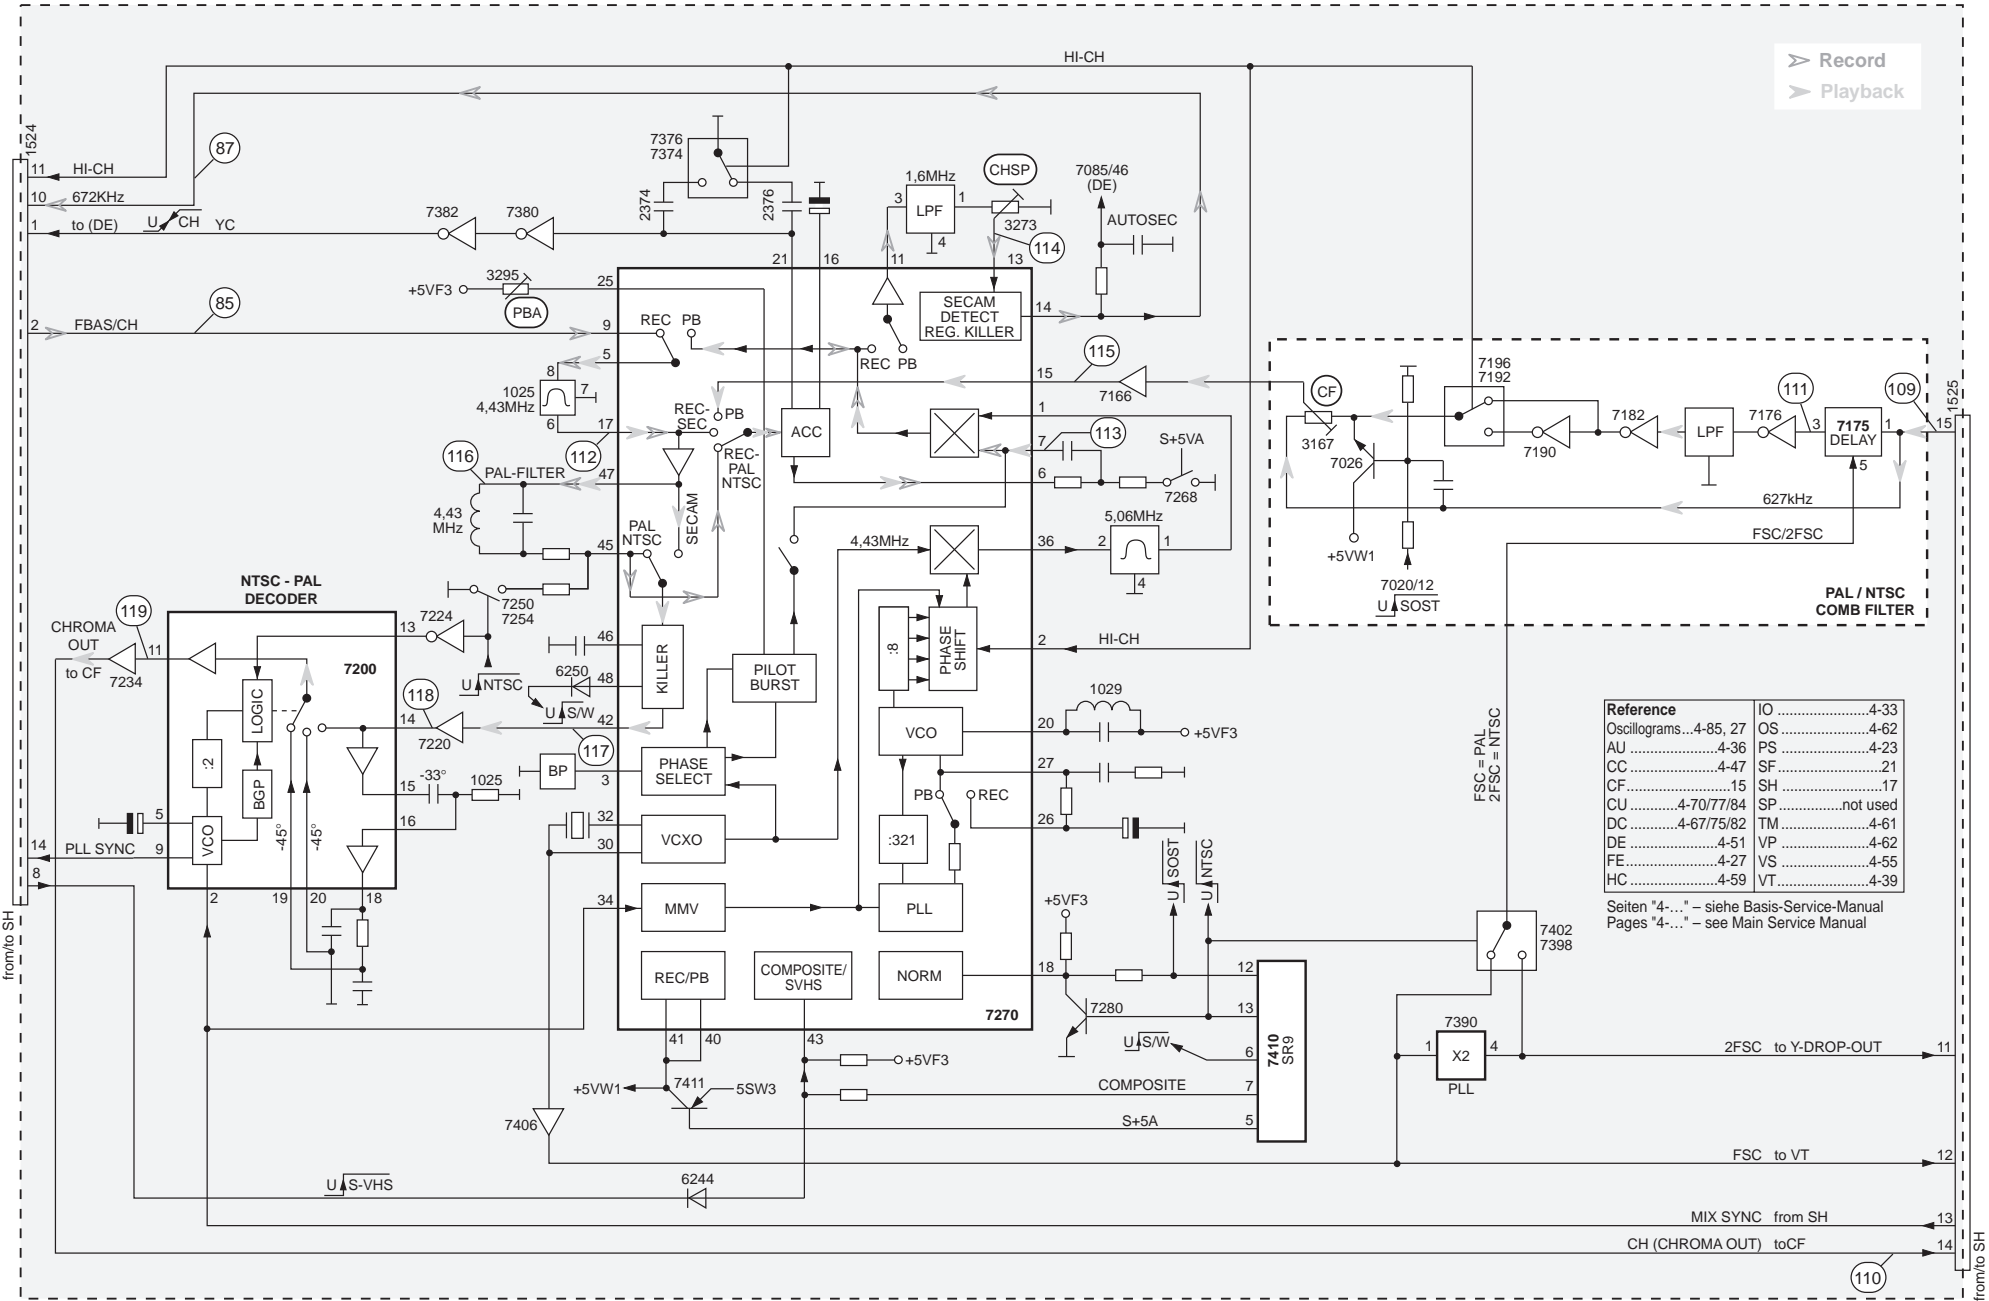 HI-CH
Record
Playback
1524
87
7376
7374
11 HI-CH
10 672KHz
1 to (DE) U CH YC
7382
7380
2374
2376
1,6MHz
3 LPF 1
4
CHSP
3273
114
7085/46
(DE)
AUTOSEC
21
16
11
13
3295
+5VF3
PBA
25
85
2 FBAS/CH
9
REC PB
SECAM
DETECT
REG. KILLER
14
5
REC PB
8
7
1025
4,43MHz
6
17
112
REC-
SEC
PB
ACC
REC-
PAL
NTSC
115
15
7166
1
7
113
6
S+5VA
7268
116
PAL-FILTER
47
4,43
MHz
SECAM
PAL
NTSC
45
4,43MHz
36
5,06MHz
2
1
4
CF
3167
7026
+5VW1
7020/12
U SOST
7196
7192
7190
7182
LPF
7176
111
3
7175
DELAY
1
5
109
15
1525
627kHz
FSC/2FSC
PAL / NTSC
COMB FILTER
NTSC - PAL
DECODER
7250
7254
119
CHROMA
OUT
to CF
7234
11
13
7224
7200
U NTSC
46
6250
48
U S/W
KILLER
PILOT
BURST
:8
PHASE
SHIFT
2
HI-CH
LOGIC
118
14
7220
42
117
:2
BGP
VCO
-45°
-45°
15
-33°
1025
16
BP
3
PHASE
SELECT
VCO
20
1029
+5VF3
27
PB
REC
26
:321
5
14 PLL SYNC 9
8
2
19
20
18
32
30
VCXO
34
MMV
PLL
REC/PB
COMPOSITE/
SVHS
NORM
18
7270
+5VF3
U SOST
U NTSC
12
7280
13
U S/W
6
7410
SR9
41
40
43
+5VF3
+5VW1
7411
5SW3
COMPOSITE
7
S+5A
5
7406
FSC = PAL
2FSC = NTSC
Reference
Oscillograms...4-85, 27
AU....................4-36
CC....................4-47
CF.......................15
CU..........4-70/77/84
DC..........4-67/75/82
DE....................4-51
FE....................4-27
HC....................4-59
IO ....................4-33
OS ...................4-62
PS ...................4-23
SF ......................21
SH ......................17
SP ..............not used
TM ...................4-61
VP ...................4-62
VS ...................4-55
VT ...................4-39
Seiten "4-…" – siehe Basis-Service-Manual
Pages "4-…" – see Main Service Manual
7402
7398
7390
1 X2 4
PLL
2FSC to Y-DROP-OUT 11
FSC to VT 12
U S-VHS
6244
MIX SYNC from SH 13
CH (CHROMA OUT) toCF 14
110
from/to SH
from/to SH